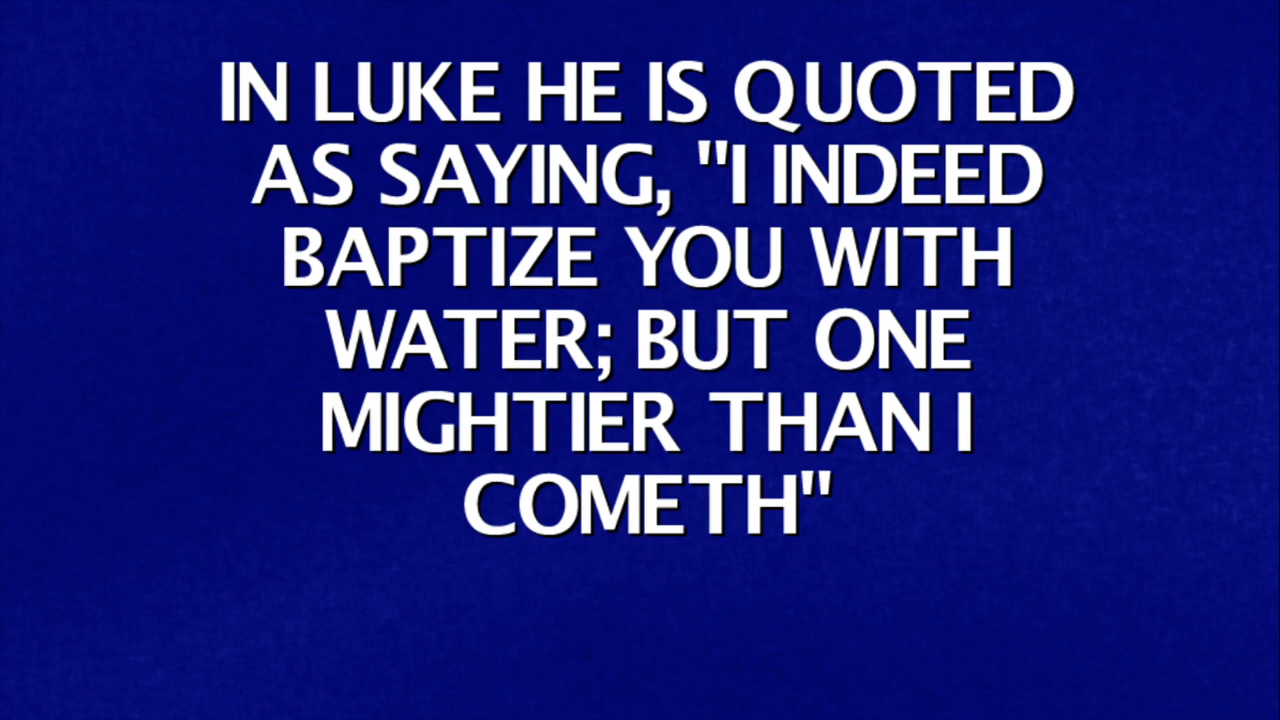 IN LUKE HE IS QUOTED
AS SAYING, "I INDEED
BAPTIZE YOU WITH
WATER; BUT ONE
MIGHTIER THAN I
COMETH"